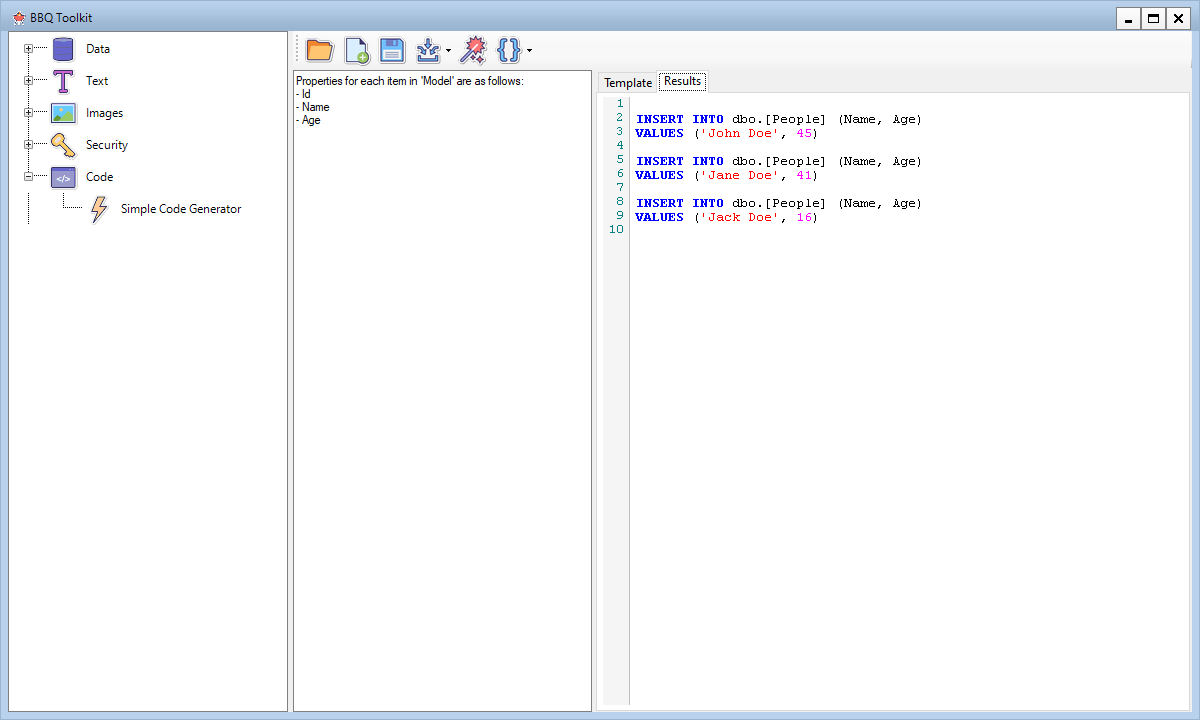 BBQ Toolkit
Data
Text
Images
Security
Code
Simple Code Generator
Properties for each item in 'Model' are as follows:
- Id
- Name
- Age
Template Results
1
2 INSERT INTO dbo.[People] (Name, Age)
3 VALUES ('John Doe', 45)
4
5 INSERT INTO dbo.[People] (Name, Age)
6 VALUES ('Jane Doe', 41)
7
8 INSERT INTO dbo.[People] (Name, Age)
9 VALUES ('Jack Doe', 16)
10